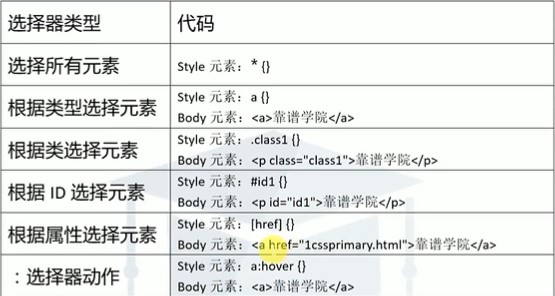 选择器类型 代码
选择所有元素 Style 元素：* {}
根据类型选择元素 Style 元素：a {}
Body 元素：<a>靠谱学院</a>
根据类选择元素 Style 元素：.class1 {}
Body 元素：<p class="class1">靠谱学院</p>
根据 ID 选择元素 Style 元素：#id1 {}
Body 元素：<p id="id1">靠谱学院</p>
根据属性选择元素 Style 元素：[href] {}
Body 元素：<a href="1cssprimary.html">靠谱学院</a>
：选择器动作 Style 元素：a:hover {}
Body 元素：<a>靠谱学院</a>